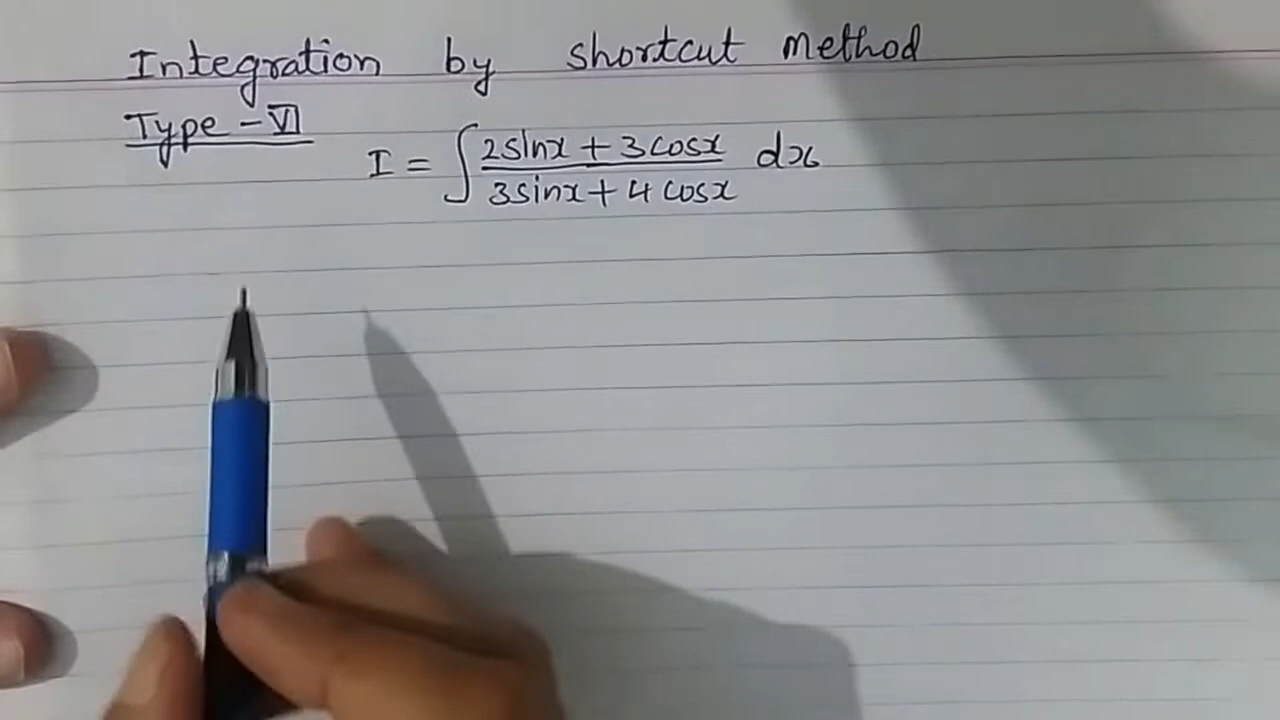 Integration by shortcut method
Type - VI
I = ∫ (2sinx + 3cosx)/(3sinx + 4cosx) dx